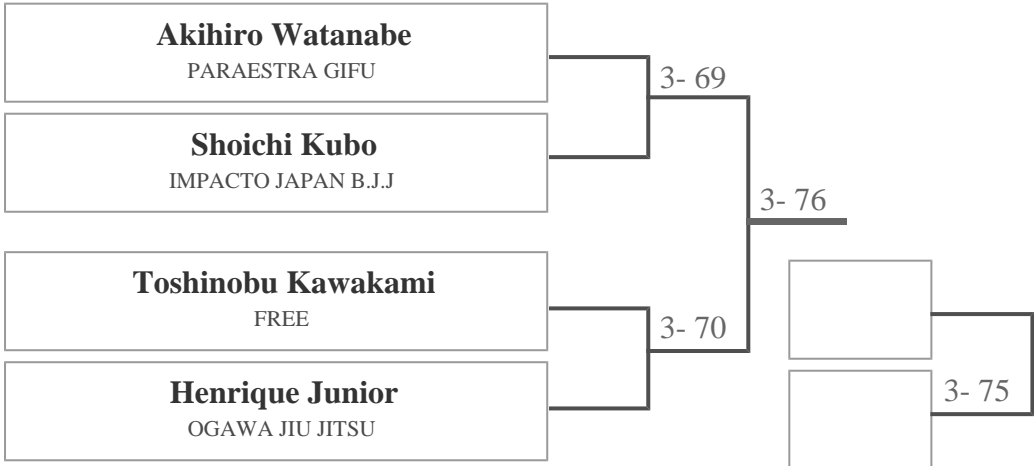 Akihiro Watanabe
PARAESTRA GIFU
3- 69
Shoichi Kubo
IMPACTO JAPAN B.J.J
3- 76
Toshinobu Kawakami
FREE
3- 70
Henrique Junior
OGAWA JIU JITSU
3- 75